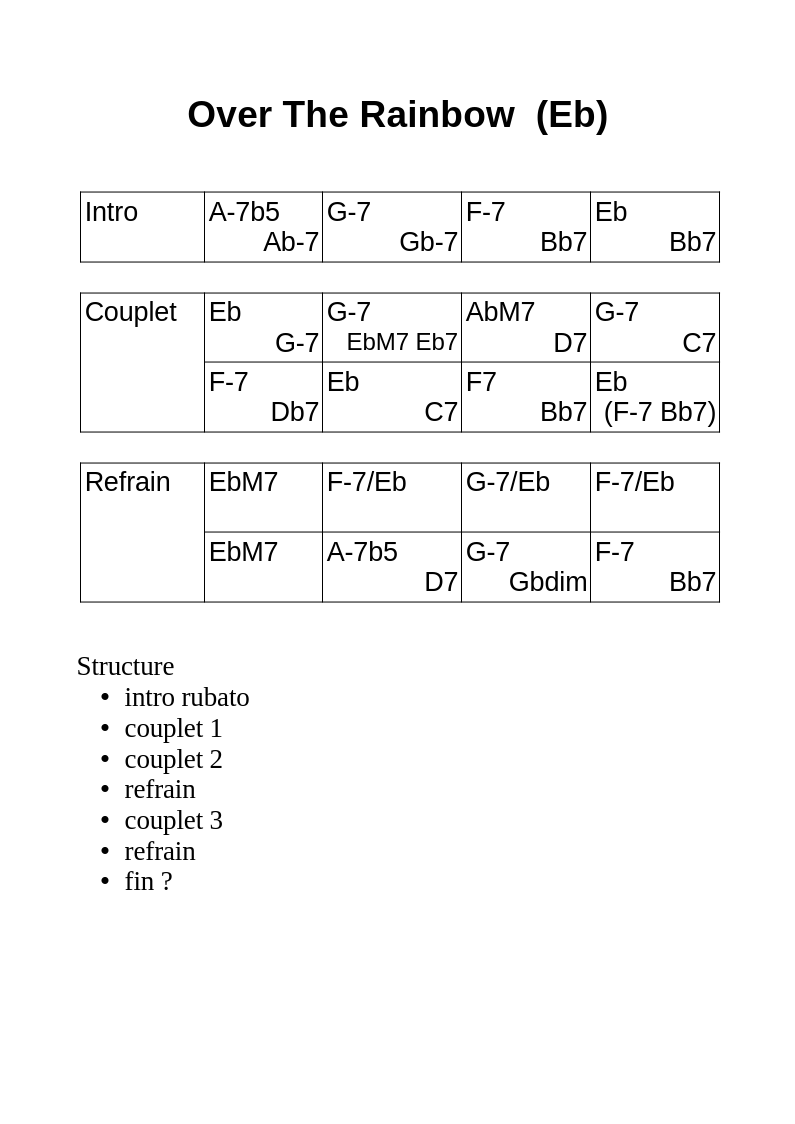 Over The Rainbow (Eb)
Intro A-7b5 G-7 F-7 Eb
Ab-7 Gb-7 Bb7 Bb7
Couplet Eb G-7 AbM7 G-7
G-7 EbM7 Eb7 D7 C7
F-7 Eb F7 Eb
Db7 C7 Bb7 (F-7 Bb7)
Refrain EbM7 F-7/Eb G-7/Eb F-7/Eb
EbM7 A-7b5 G-7 F-7
D7 Gbdim Bb7
Structure
• intro rubato
• couplet 1
• couplet 2
• refrain
• couplet 3
• refrain
• fin ?